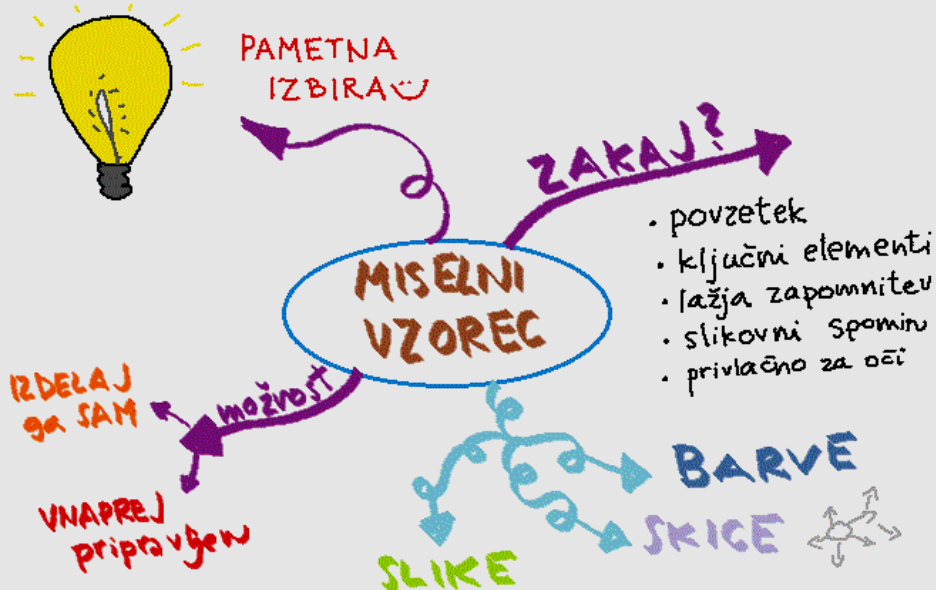 PAMETNA
IZBIRA
ZAKAJ?
• povzetek
• ključni elementi
• lažja zapomnitev
• slikovni spomin
• privlačno za oči
MISELNI
VZOREC
možnost
IZDELAJ
ga SAM
VNAPREJ
pripravljen
BARVE
SKICE
SLIKE